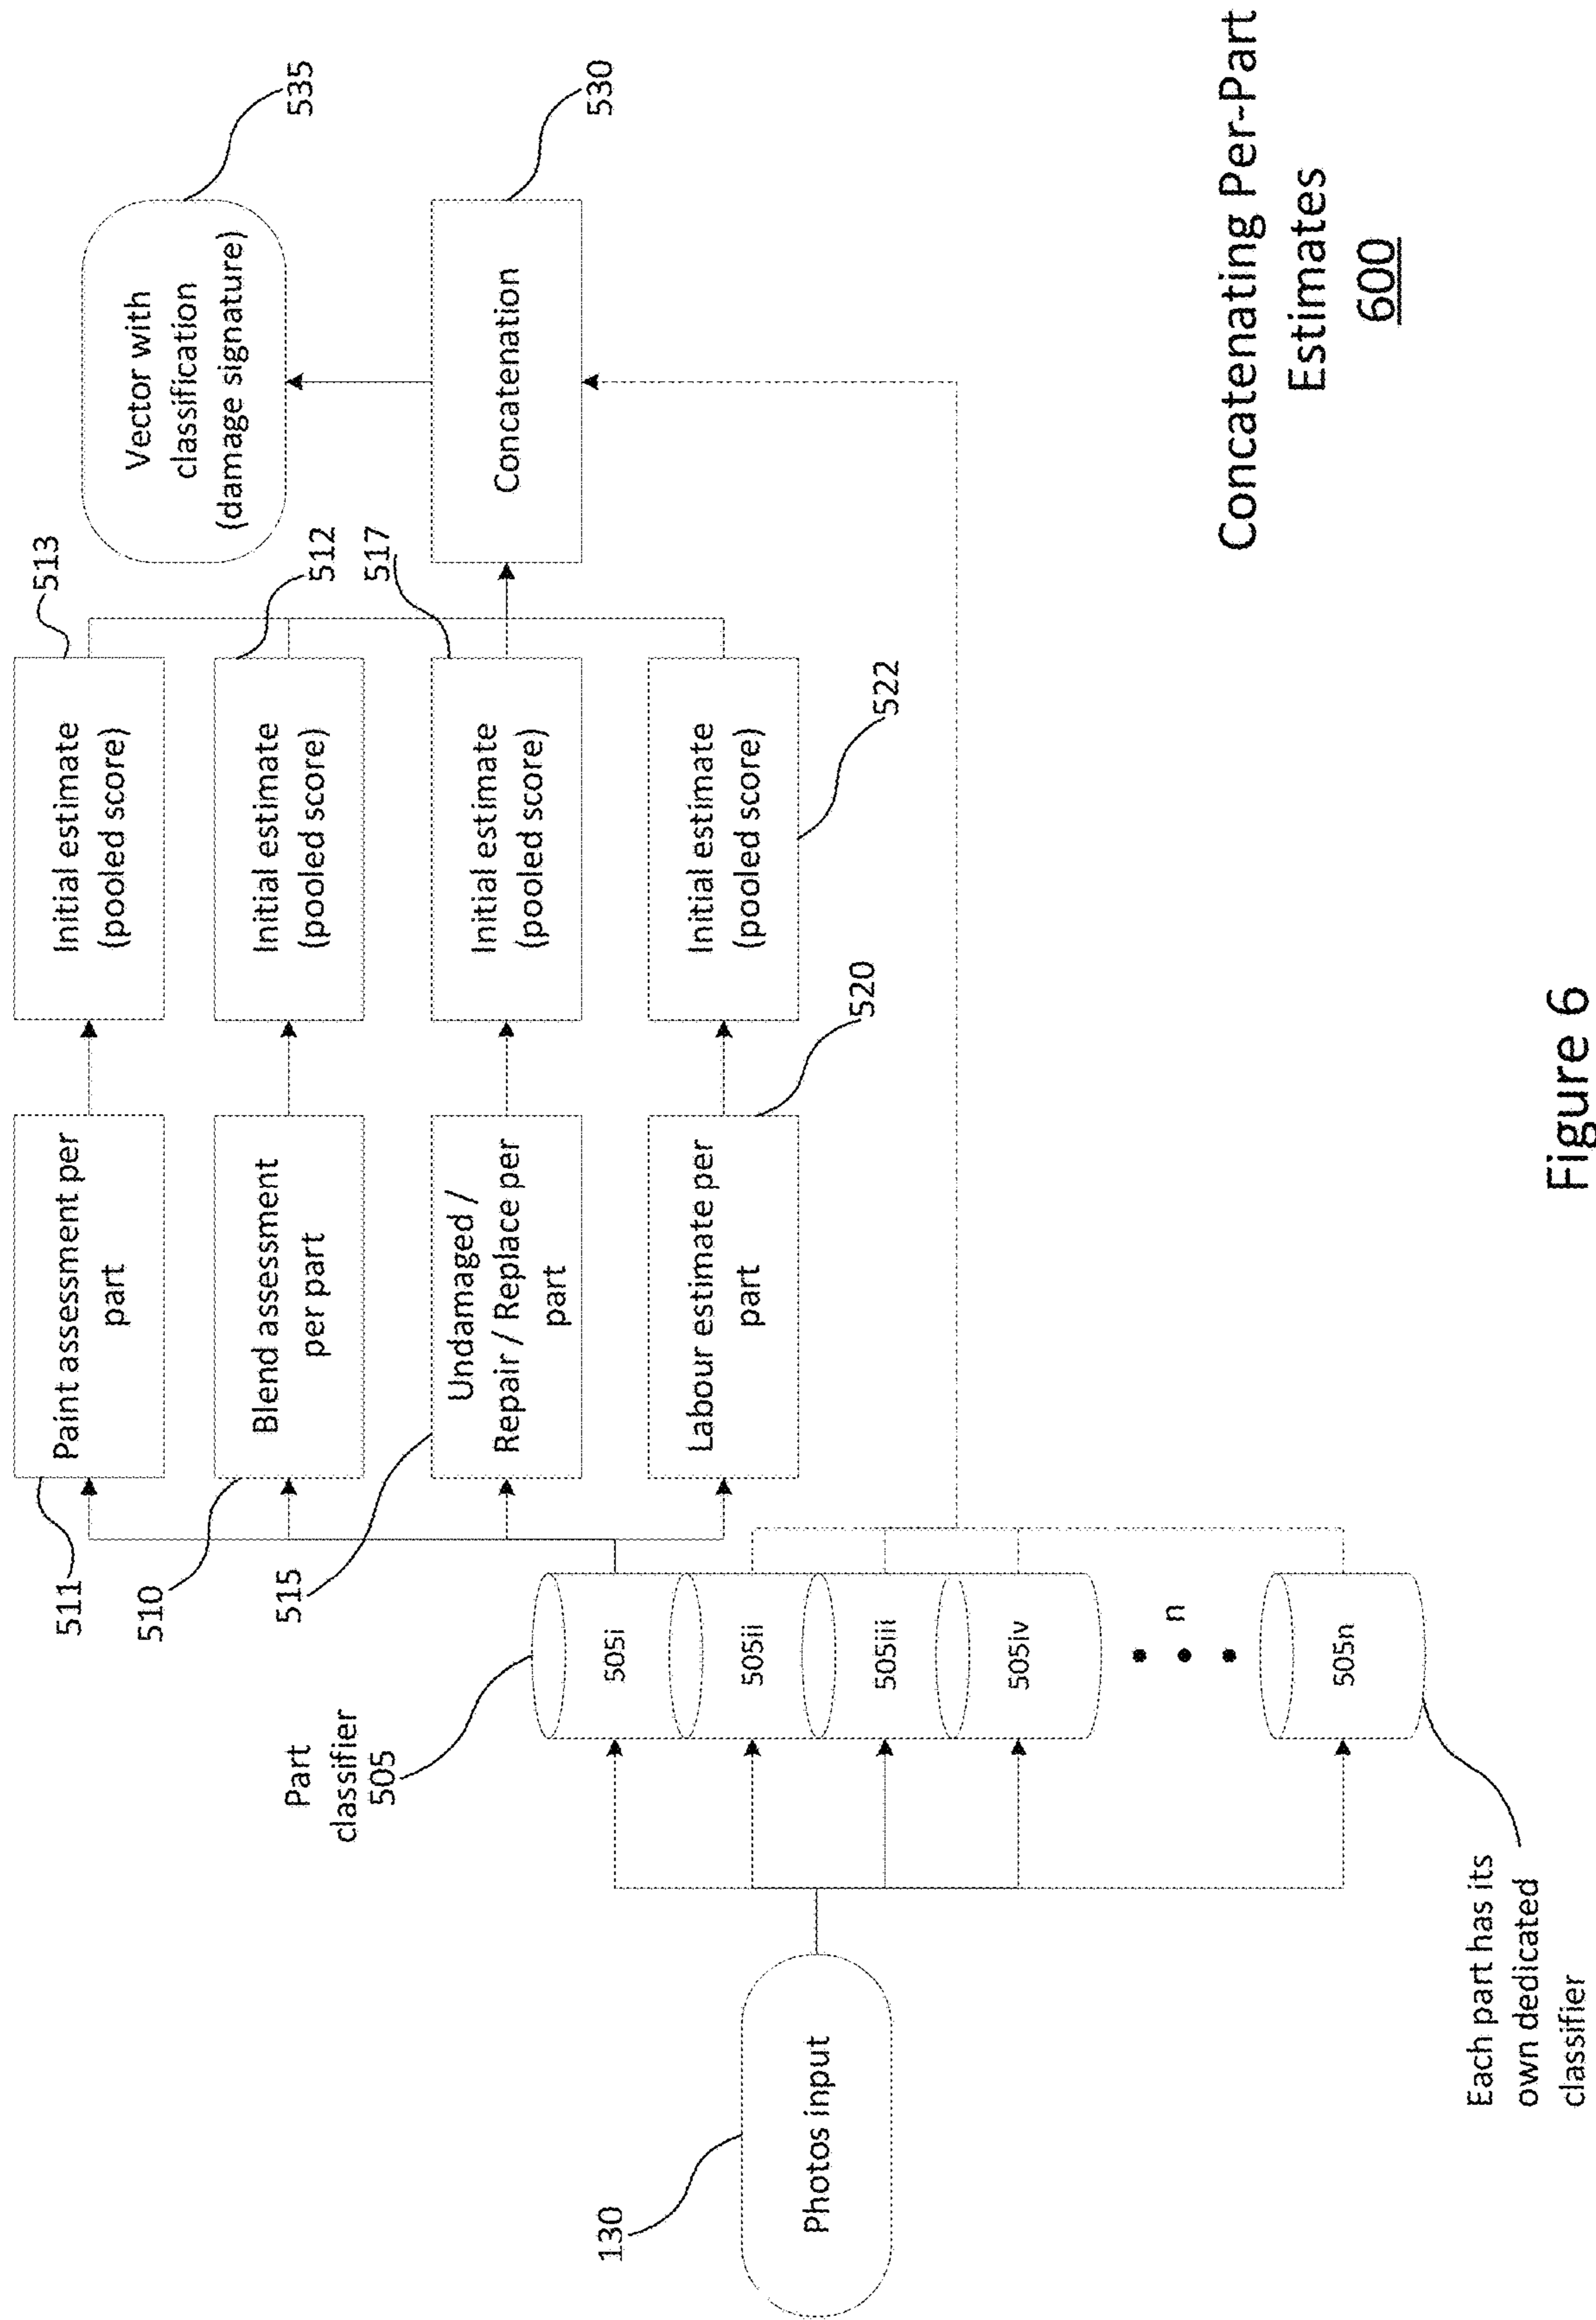 130
Photos input
Each part has its
own dedicated
classifier
Part
classifier
505
505i
505ii
505iii
505iv
n
505n
511
Paint assessment per
part
510
Blend assessment
per part
515
Undamaged /
Repair / Replace per
part
Labour estimate per
part
520
Initial estimate
(pooled score)
513
Initial estimate
(pooled score)
512
Initial estimate
(pooled score)
517
Initial estimate
(pooled score)
522
Vector with
classification
(damage signature)
535
Concatenation
530
Concatenating Per-Part
Estimates
600
Figure 6